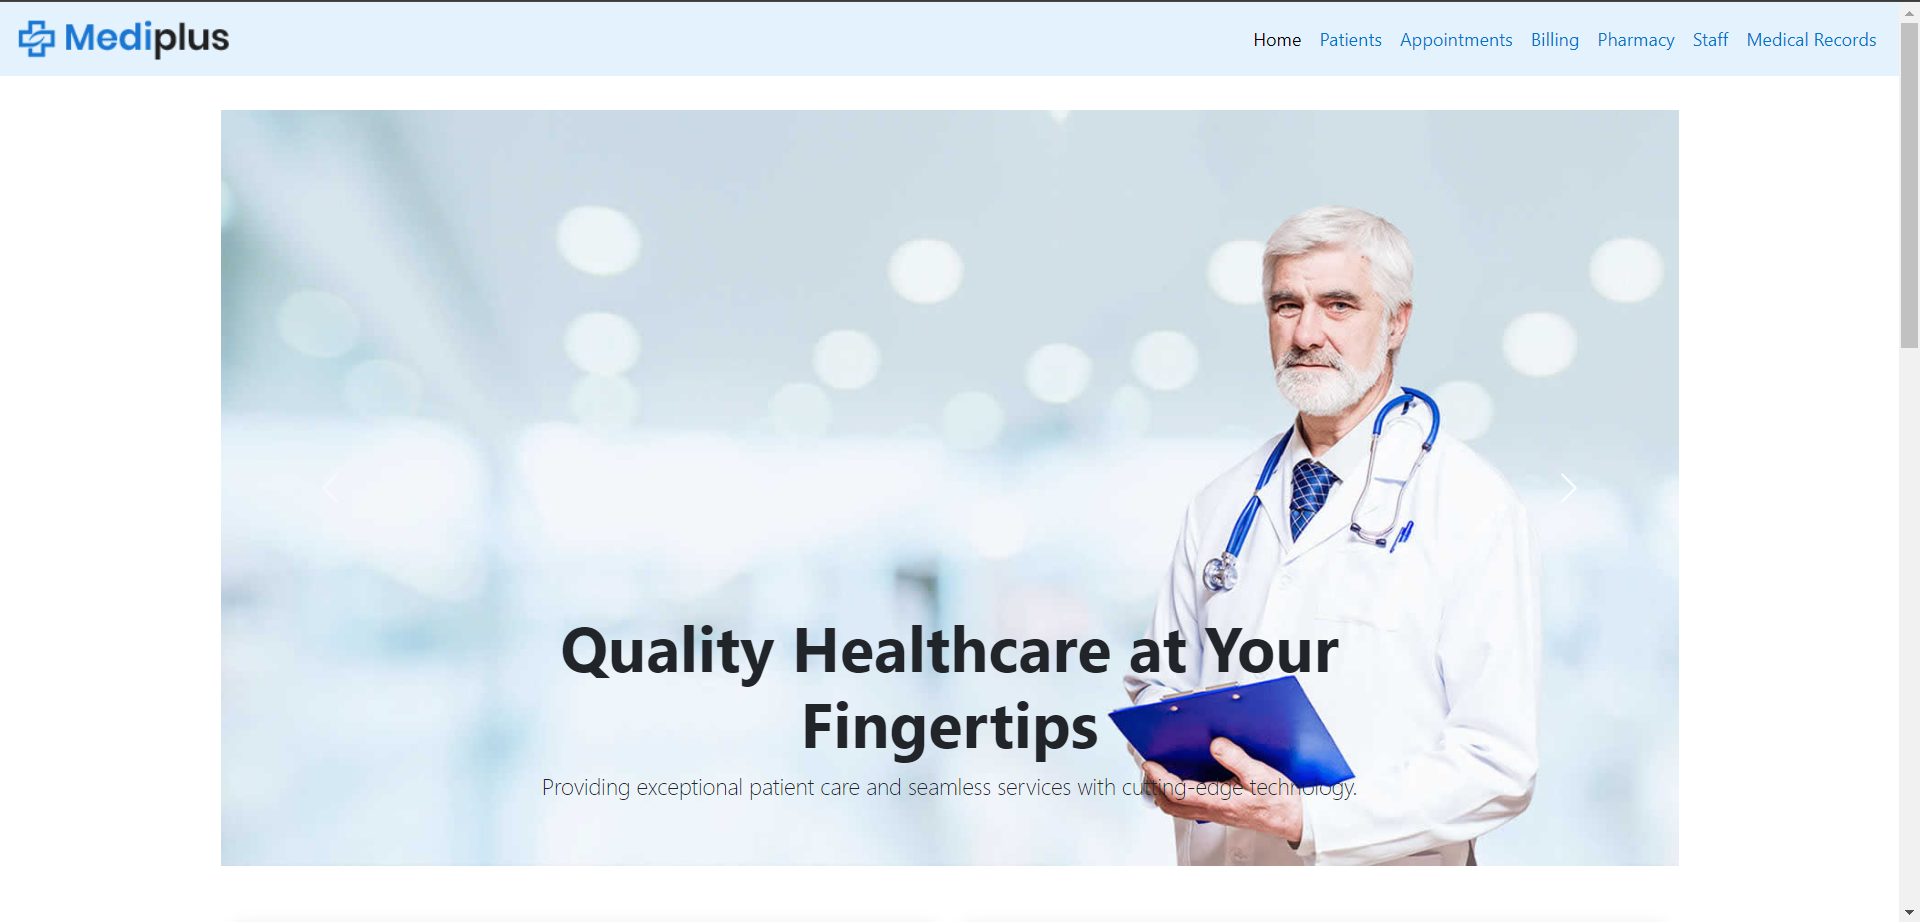 Mediplus
Home Patients Appointments Billing Pharmacy Staff Medical Records
Quality Healthcare at Your
Fingertips
Providing exceptional patient care and seamless services with cutting-edge technology.